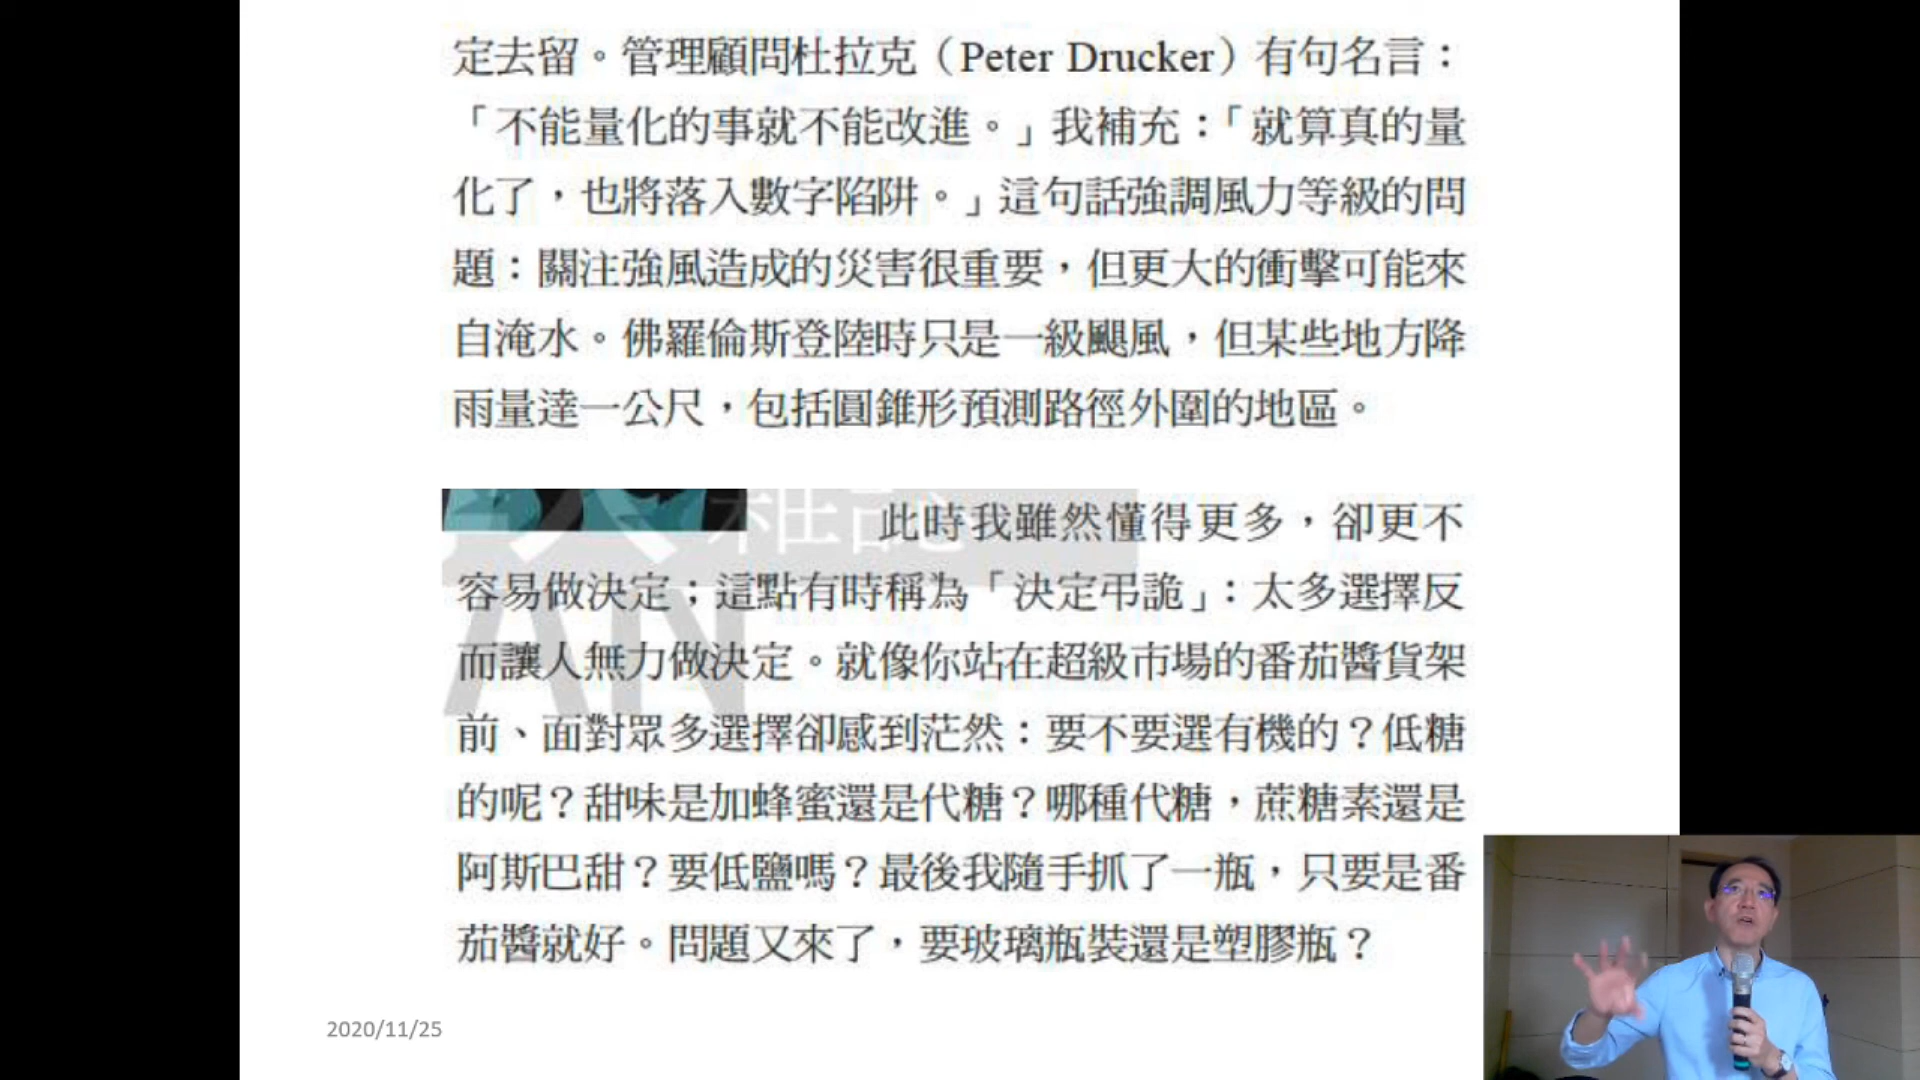 定去留。管理顧問杜拉克（Peter Drucker）有句名言：
「不能量化的事就不能改進。」我補充：「就算真的量
化了，也將落入數字陷阱。」這句話強調風力等級的問
題：關注強風造成的災害很重要，但更大的衝擊可能來
自淹水。佛羅倫斯登陸時只是一級颶風，但某些地方降
雨量達一公尺，包括圓錐形預測路徑外圍的地區。
此時我雖然懂得更多，卻更不
容易做決定；這點有時稱為「決定弔詭」：太多選擇反
而讓人無力做決定。就像你站在超級市場的番茄醬貨架
前、面對眾多選擇卻感到茫然：要不要選有機的？低糖
的呢？甜味是加蜂蜜還是代糖？哪種代糖，蔗糖素還是
阿斯巴甜？要低鹽嗎？最後我隨手抓了一瓶，只要是番
茄醬就好。問題又來了，要玻璃瓶裝還是塑膠瓶？
AN
2020/11/25